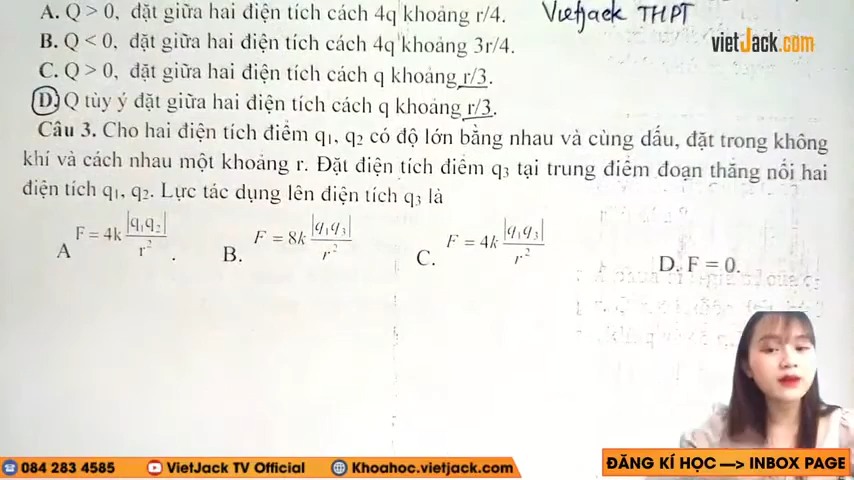 A. Q > 0, đặt giữa hai điện tích cách 4q khoảng r/4.
Vietjack THPT
B. Q < 0, đặt giữa hai điện tích cách 4q khoảng 3r/4.
vietJack.com
C. Q > 0, đặt giữa hai điện tích cách q khoảng r/3.
D. Q tùy ý đặt giữa hai điện tích cách q khoảng r/3.
Câu 3. Cho hai điện tích điểm q₁, q₂ có độ lớn bằng nhau và cùng dấu, đặt trong không
khí và cách nhau một khoảng r. Đặt điện tích điểm q₃ tại trung điểm đoạn thẳng nối hai
điện tích q₁, q₂. Lực tác dụng lên điện tích q₃ là
A F = 4k |q₁q₂| / r² . B. F = 8k |q₁q₃| / r² C. F = 4k |q₁q₃| / r² D. F = 0.
084 283 4585 VietJack TV Official Khoahoc.vietjack.com
ĐĂNG KÍ HỌC —> INBOX PAGE